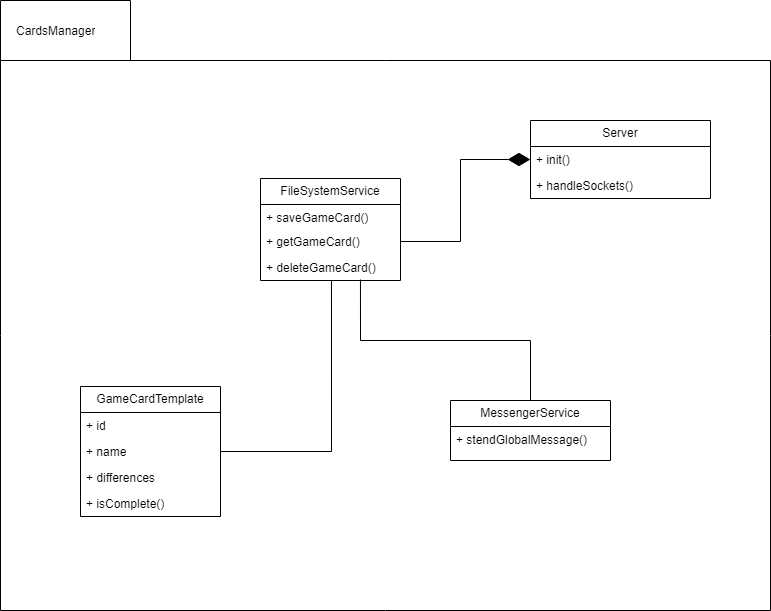 CardsManager
Server
+ init()
+ handleSockets()
FileSystemService
+ saveGameCard()
+ getGameCard()
+ deleteGameCard()
GameCardTemplate
+ id
+ name
+ differences
+ isComplete()
MessengerService
+ stendGlobalMessage()